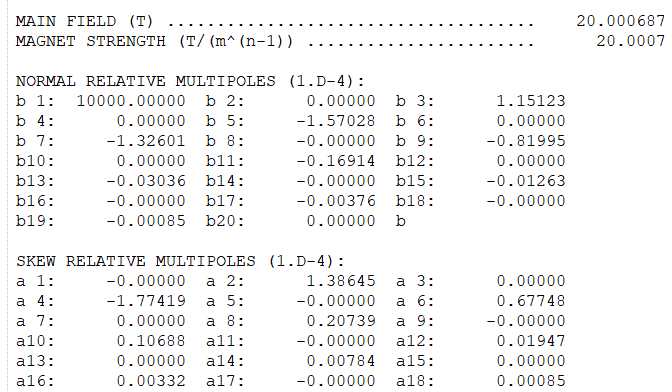 MAIN FIELD (T) ................................... 20.000687
MAGNET STRENGTH (T/(m^(n-1)) ....................... 20.0007
NORMAL RELATIVE MULTIPOLES (1.D-4):
b 1: 10000.00000 b 2: 0.00000 b 3: 1.15123
b 4: 0.00000 b 5: -1.57028 b 6: 0.00000
b 7: -1.32601 b 8: -0.00000 b 9: -0.81995
b10: 0.00000 b11: -0.16914 b12: 0.00000
b13: -0.03036 b14: -0.00000 b15: -0.01263
b16: -0.00000 b17: -0.00376 b18: -0.00000
b19: -0.00085 b20: 0.00000 b
SKEW RELATIVE MULTIPOLES (1.D-4):
a 1: -0.00000 a 2: 1.38645 a 3: 0.00000
a 4: -1.77419 a 5: -0.00000 a 6: 0.67748
a 7: 0.00000 a 8: 0.20739 a 9: -0.00000
a10: 0.10688 a11: -0.00000 a12: 0.01947
a13: 0.00000 a14: 0.00784 a15: 0.00000
a16: 0.00332 a17: -0.00000 a18: 0.00085